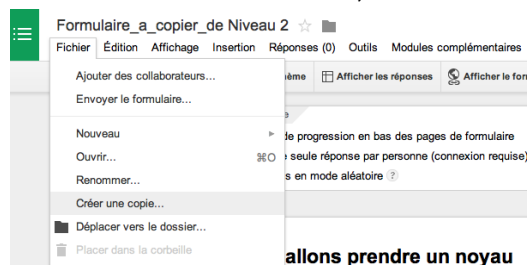 Formulaire_a_copier_de Niveau 2
Fichier Édition Affichage Insertion Réponses (0) Outils Modules complémentaires
Ajouter des collaborateurs...
ème Afficher les réponses Afficher le for
Envoyer le formulaire...
Nouveau
de progression en bas des pages de formulaire
Ouvrir... ⌘O
seule réponse par personne (connexion requise)
Renommer...
s en mode aléatoire ?
Créer une copie...
Déplacer vers le dossier...
Placer dans la corbeille
allons prendre un noyau